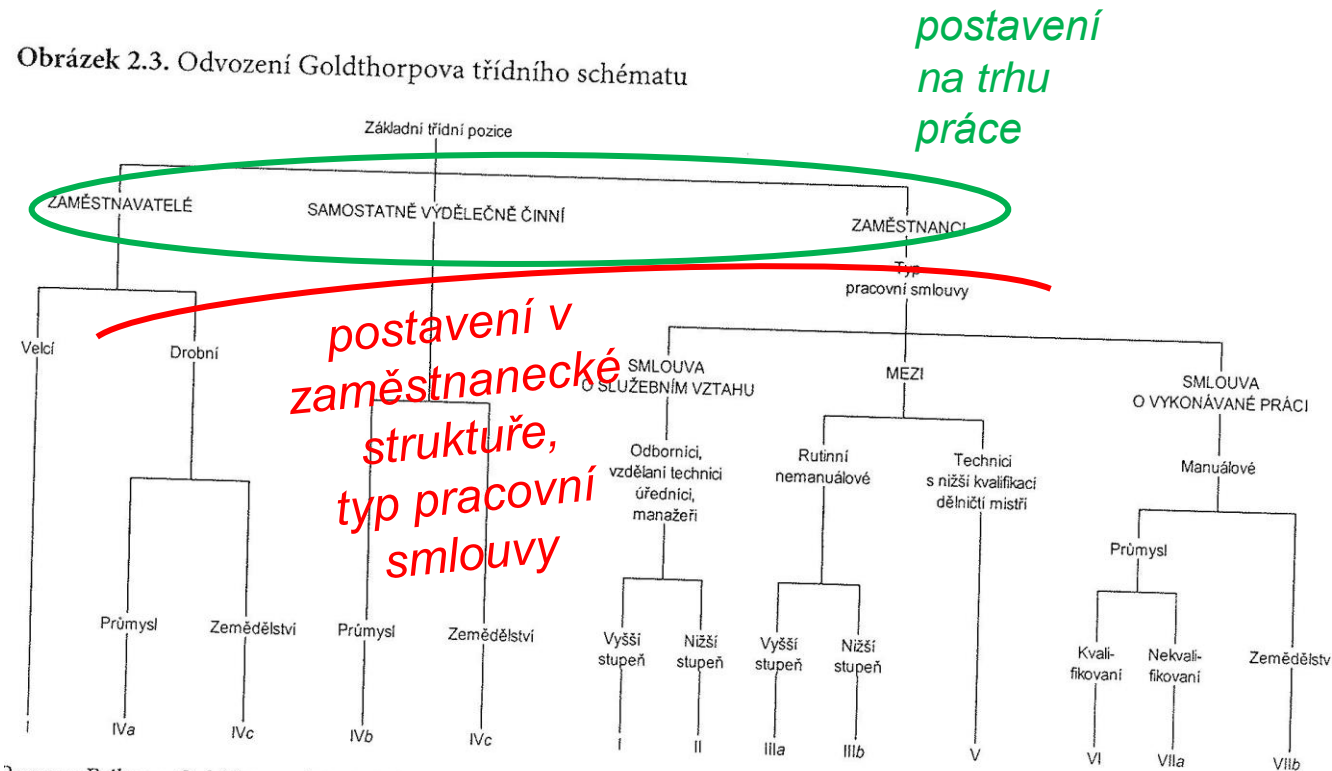 postavení
na trhu
práce
Obrázek 2.3. Odvození Goldthorpova třídního schématu
Základní třídní pozice
ZAMĚSTNAVATELÉ
SAMOSTATNĚ VÝDĚLEČNĚ ČINNÍ
ZAMĚSTNANCI
Typ
pracovní smlouvy
postavení v
zaměstnanecké
struktuře,
typ pracovní
smlouvy
Velcí
Drobní
SMLOUVA
O SLUŽEBNÍM VZTAHU
MEZI
SMLOUVA
O VYKONÁVANÉ PRÁCI
Odborníci,
vzdělaní technici
úředníci,
manažeři
Rutinní
nemanuálové
Technici
s nižší kvalifikací
dělničtí mistři
Manuálové
Průmysl
Průmysl
Zemědělství
Průmysl
Zemědělství
Vyšší
stupeň
Nižší
stupeň
Vyšší
stupeň
Nižší
stupeň
Kvali-
fikovaní
Nekvali-
fikovaní
Zemědělstv
I
IVa
IVc
IVb
IVc
I
II
IIIa
IIIb
V
VI
VIIa
VIIb